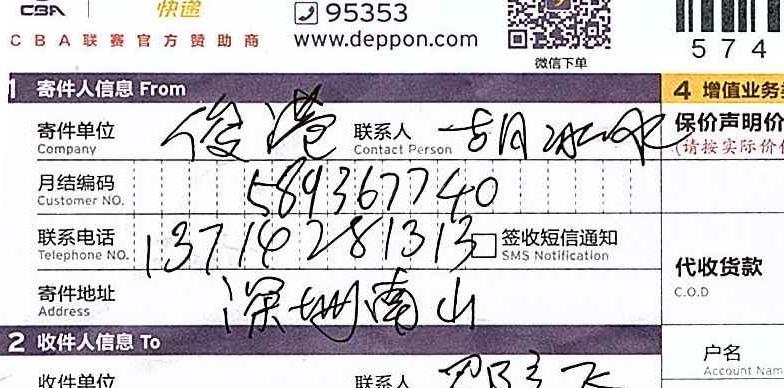 CBA 快递 95353
CBA联赛官方赞助商 www.deppon.com
微信下单 574
1 寄件人信息 From 4 增值业务
寄件单位 俊港 联系人 胡冰冰 保价声明价
Company Contact Person (请按实际价值
月结编码 589367740
Customer NO.
联系电话 13714281313 签收短信通知
Telephone NO. SMS Notification 代收货款
寄件地址 深圳南山 C.O.D
Address
2 收件人信息 To 户名
收件单位 联系人 Account Nam